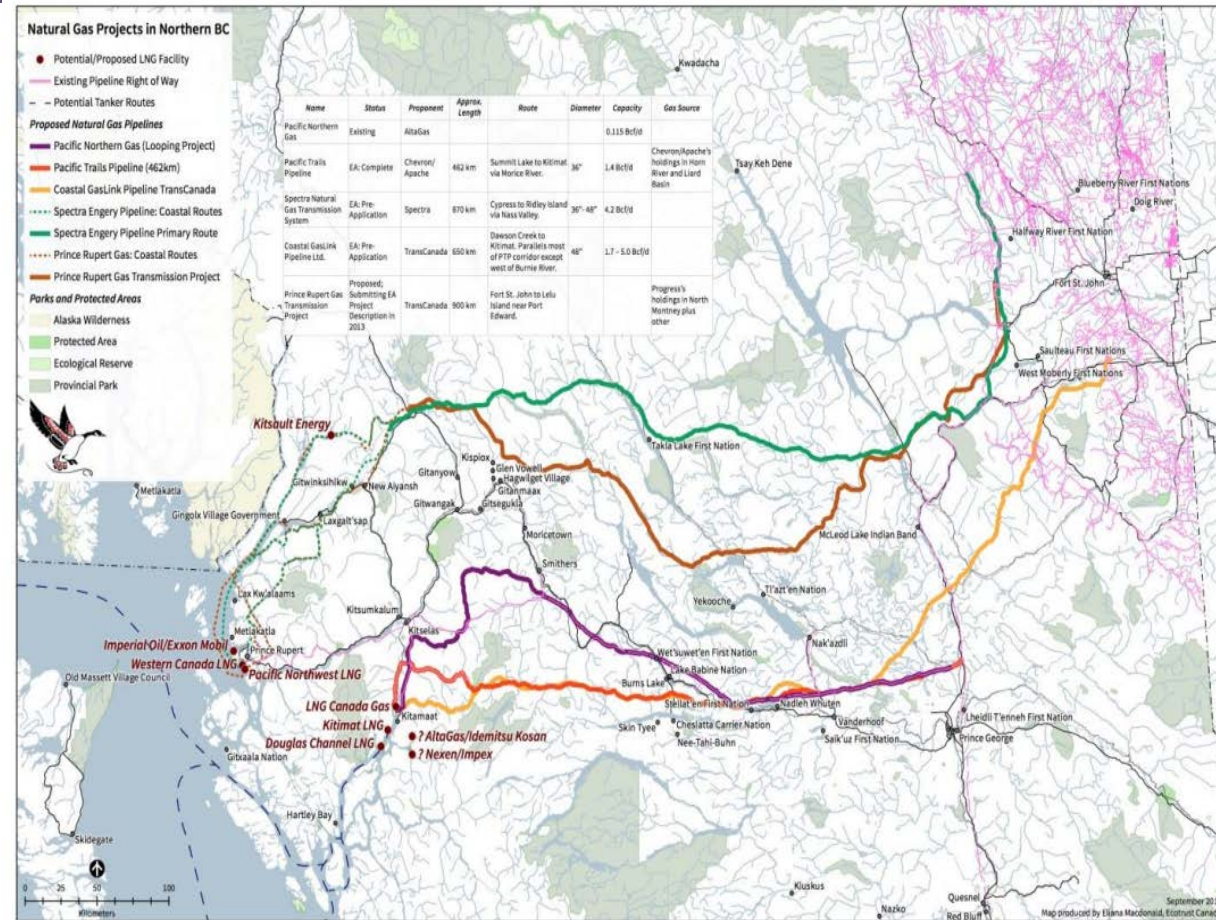 Natural Gas Projects in Northern BC
Potential/Proposed LNG Facility
Existing Pipeline Right of Way
Potential Tanker Routes
Proposed Natural Gas Pipelines
Pacific Northern Gas (Looping Project)
Pacific Trails Pipeline (462km)
Coastal GasLink Pipeline TransCanada
Spectra Engery Pipeline: Coastal Routes
Spectra Engery Pipeline Primary Route
Prince Rupert Gas: Coastal Routes
Prince Rupert Gas Transmission Project
Parks and Protected Areas
Alaska Wilderness
Protected Area
Ecological Reserve
Provincial Park
Name Status Proponent Approx. Length Route Diameter Capacity Gas Source
Pacific Northern Gas Existing AltaGas 0.115 Bcf/d
Pacific Trails Pipeline EA: Complete Chevron/ Apache 462 km Summit Lake to Kitimat via Morice River. 36" 1.4 Bcf/d Chevron/Apache's holdings in Horn River and Liard Basin
Spectra Natural Gas Transmission System EA: Pre-Application Spectra 870 km Cypress to Ridley Island via Nass Valley. 36"- 48" 4.2 Bcf/d
Coastal GasLink Pipeline Ltd. EA: Pre-Application TransCanada 650 km Dawson Creek to Kitimat. Parallels most of PTP corridor except west of Burnie River. 48" 1.7 – 5.0 Bcf/d
Prince Rupert Gas Transmission Project Proposed; Submitting EA Project Description in 2013 TransCanada 900 km Fort St. John to Lelu Island near Port Edward. Progress's holdings in North Montney plus other
Kwadacha
Tsay Keh Dene
Blueberry River First Nations
Doig River
Halfway River First Nation
Fort St. John
Saulteau First Nations
West Moberly First Nations
Kitsault Energy
Takla Lake First Nation
Kispiox
Glen Vowell
Hagwilget Village
Gitanmaax
Gitanyow
Gitwangak
Gitsegukla
Gitwinksihlkw
New Aiyansh
Metlakatla
Gingolx Village Government
Laxgalt'sap
Moricetown
Smithers
McLeod Lake Indian Band
Tl'azt'en Nation
Yekooche
Nak'azdli
Lax Kw'alaams
Metlakatla
Prince Rupert
Kitsumkalum
Kitselas
Imperial Oil/Exxon Mobil
Western Canada LNG
Pacific Northwest LNG
Old Massett Village Council
Wet'suwet'en First Nation
Lake Babine Nation
Burns Lake
Stellat'en First Nation
Nadleh Whuten
LNG Canada Gas
Kitamaat
Kitimat LNG
Douglas Channel LNG
? AltaGas/Idemitsu Kosan
? Nexen/Impex
Skin Tyee
Cheslatta Carrier Nation
Nee-Tahi-Buhn
Vanderhoof
Saik'uz First Nation
Lheidli T'enneh First Nation
Prince George
Gitxaala Nation
Hartley Bay
Skidegate
Kluskus
Nazko
Quesnel
Red Bluff
0 25 50 100
Kilometers
September 201
Map produced by Eliana Macdonald, Ecotrust Canad